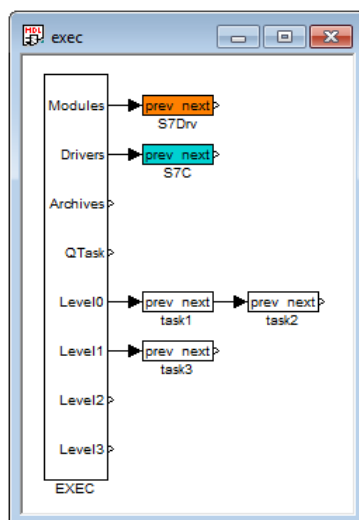 MDL exec
Modules prev next
S7Drv
Drivers prev next
S7C
Archives
QTask
Level0 prev next prev next
task1 task2
Level1 prev next
task3
Level2
Level3
EXEC